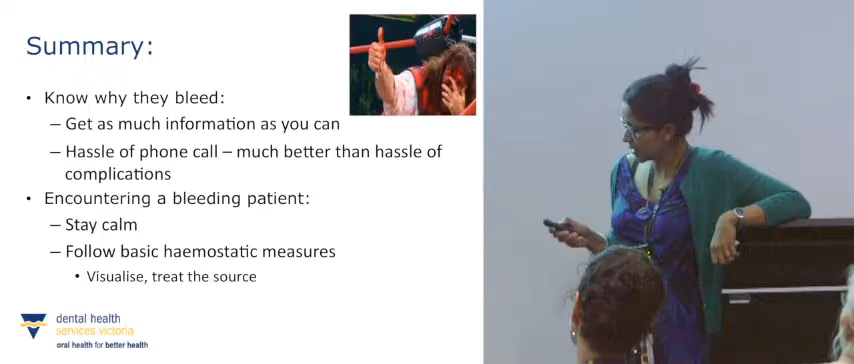 Summary:
• Know why they bleed:
– Get as much information as you can
– Hassle of phone call – much better than hassle of
complications
• Encountering a bleeding patient:
– Stay calm
– Follow basic haemostatic measures
• Visualise, treat the source
dental health
services victoria
oral health for better health